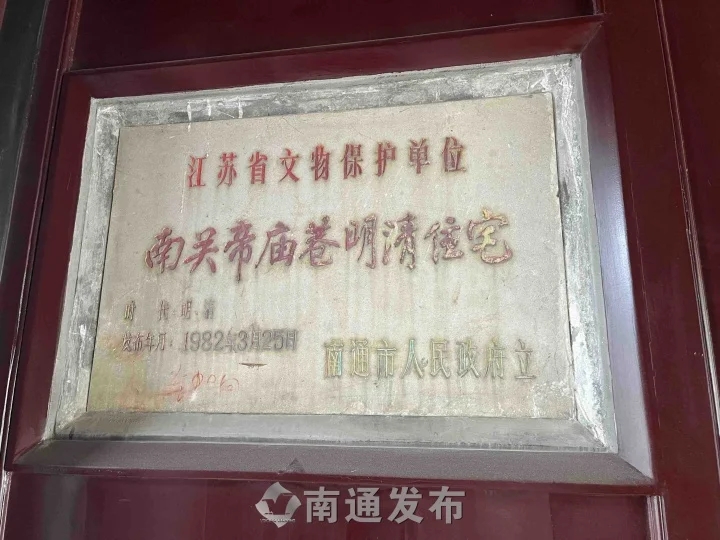 江苏省文物保护单位
南关帝庙巷明清住宅
时代:明、清
发布年月:1982年3月25日
南通市人民政府立
南通发布